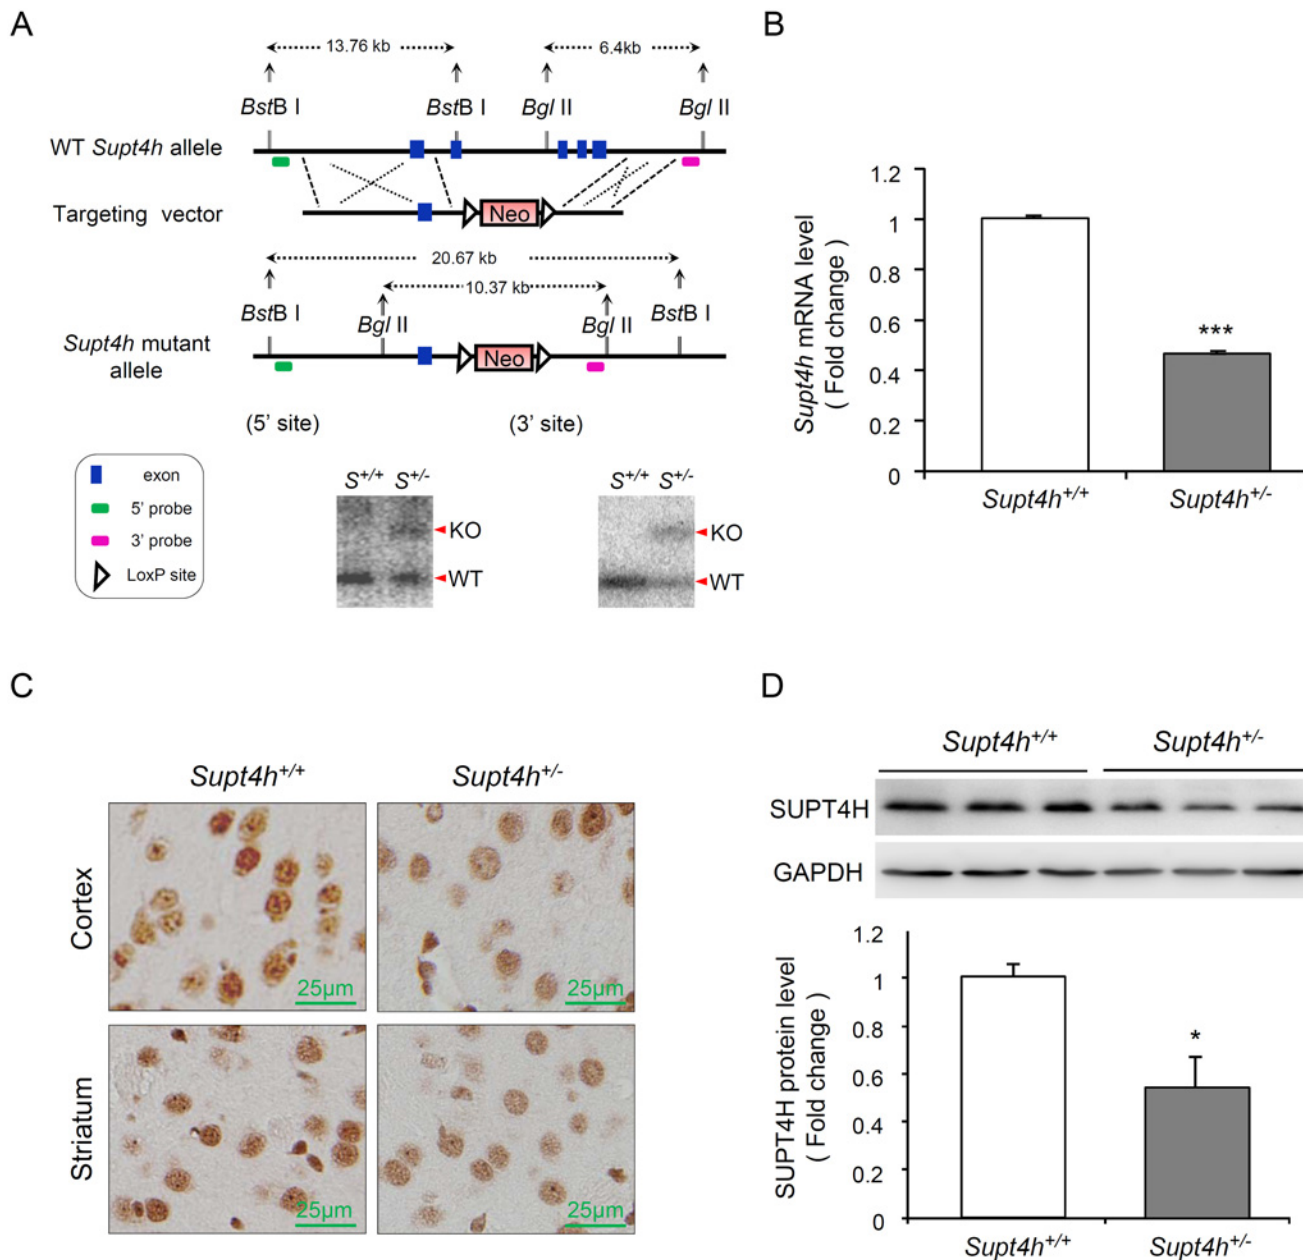 A
13.76 kb
6.4kb
BstB I
BstB I
Bgl II
Bgl II
WT Supt4h allele
Targeting vector
Neo
20.67 kb
10.37 kb
BstB I
Bgl II
Bgl II
BstB I
Supt4h mutant
allele
Neo
(5' site)
(3' site)
exon
5' probe
3' probe
LoxP site
S+/+
S+/-
KO
WT
S+/+
S+/-
KO
WT
B
Supt4h mRNA level
( Fold change )
1.2
1
0.8
0.6
0.4
0.2
0
***
Supt4h+/+
Supt4h+/-
C
Supt4h+/+
Supt4h+/-
Cortex
25μm
25μm
Striatum
25μm
25μm
D
Supt4h+/+
Supt4h+/-
SUPT4H
GAPDH
SUPT4H protein level
( Fold change )
1.2
1
0.8
0.6
0.4
0.2
0
*
Supt4h+/+
Supt4h+/-